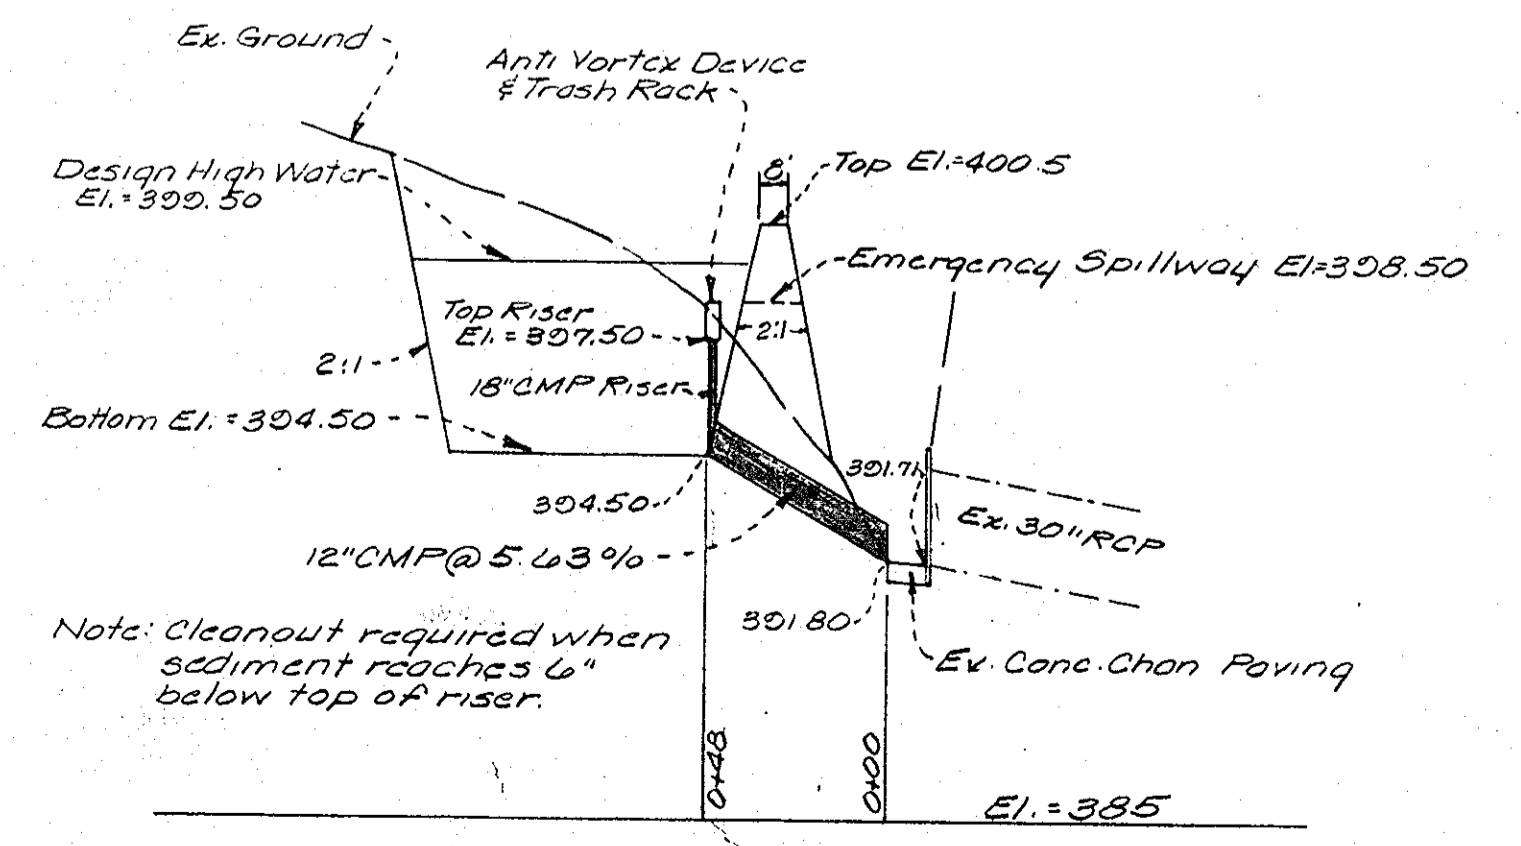 Ex. Ground
Anti Vortex Device
& Trash Rack
Design High Water
El. = 399.50
8'
Top El. = 400.5
Emergency Spillway El = 398.50
Top Riser
El. = 397.50
2:1
2:1
18" CMP Riser
Bottom El. = 394.50
391.71
394.50
Ex. 30" RCP
12" CMP @ 5.63%
391.80
Note: Cleanout required when
sediment reaches 6"
below top of riser.
Ex. Conc. Chan Paving
0+48
0+00
El. = 385